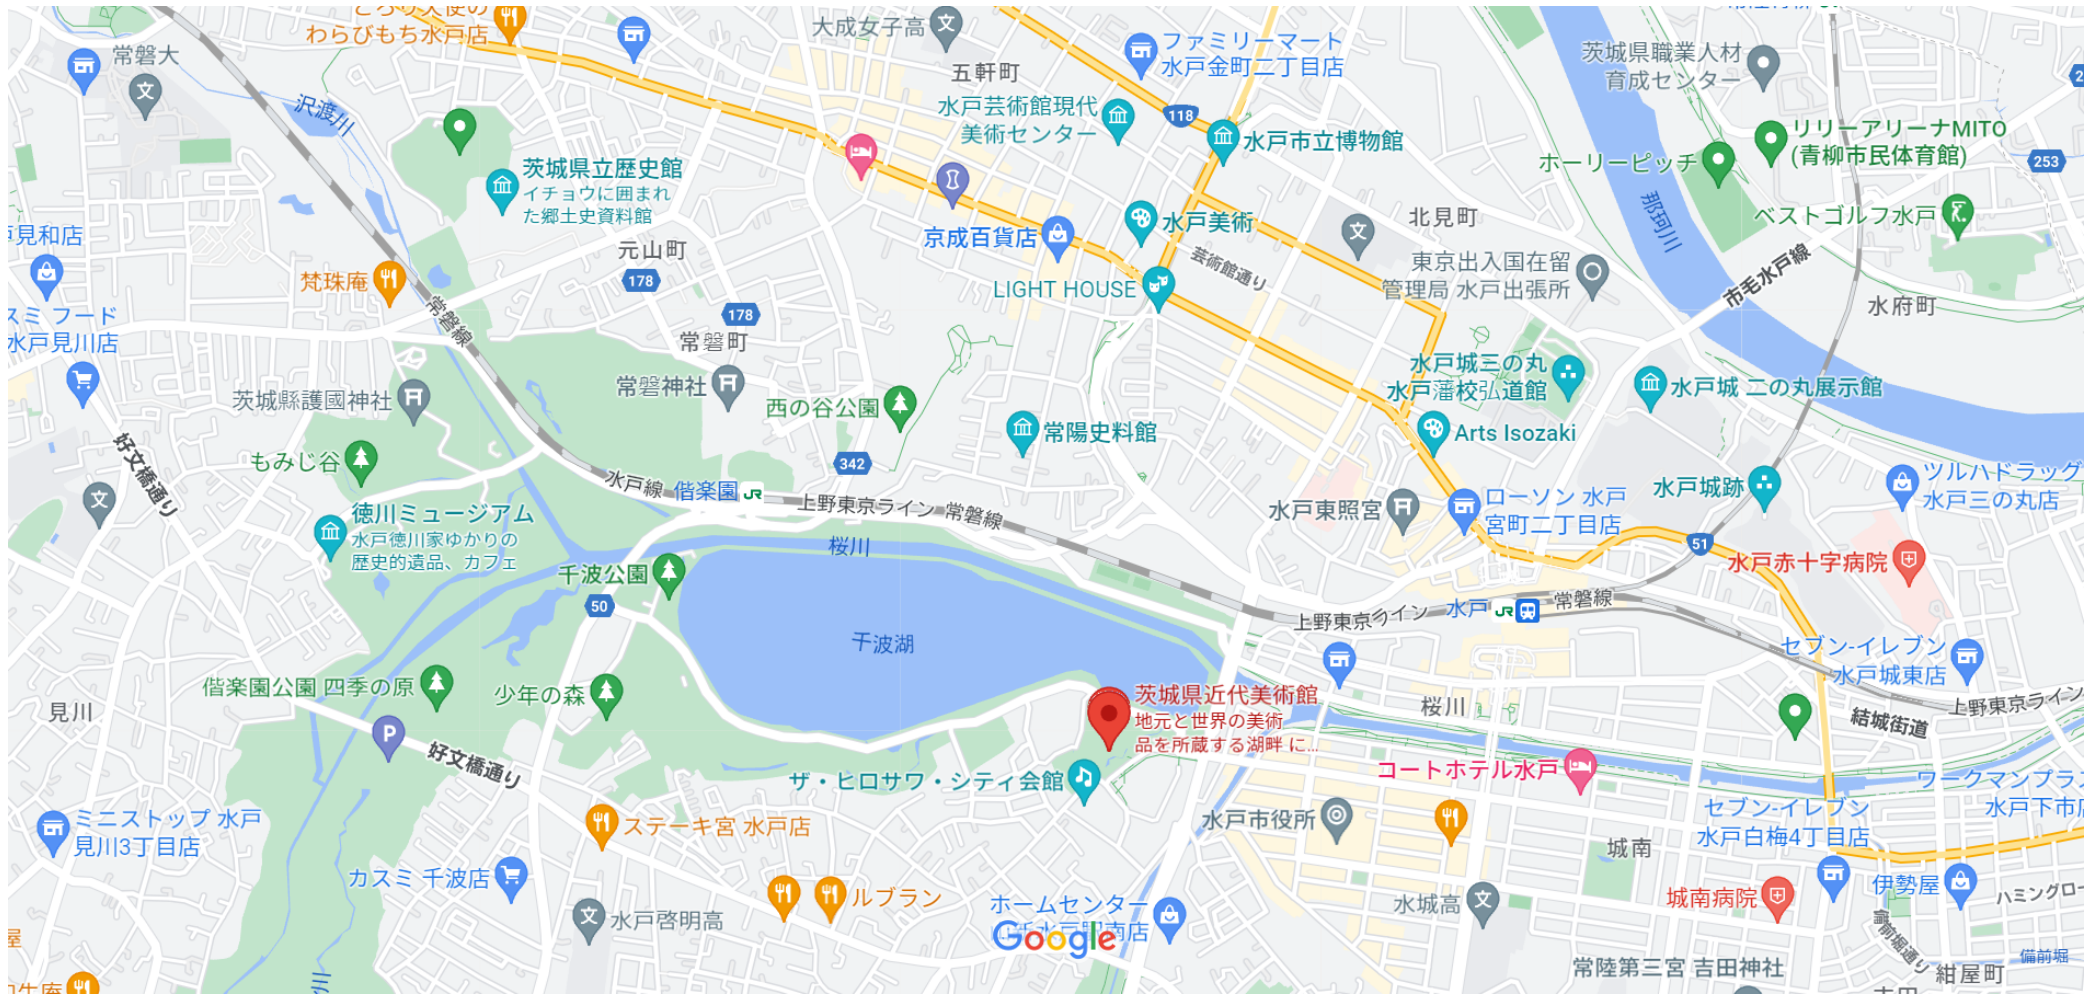 わらびもち水戸店
常磐大
沢渡川
大成女子高
五軒町
ファミリーマート
水戸金町二丁目店
水戸芸術館現代
美術センター
118
水戸市立博物館
茨城県職業人材
育成センター
リリーアリーナMITO
(青柳市民体育館)
253
ホーリーピッチ
那珂川
ベストゴルフ水戸
茨城県立歴史館
イチョウに囲まれ
た郷土史資料館
元山町
178
178
梵珠庵
常磐線
京成百貨店
水戸美術
芸術館通り
LIGHT HOUSE
北見町
東京出入国在留
管理局 水戸出張所
市毛水戸線
水府町
見和店
スミ フード
水戸見川店
茨城縣護國神社
常磐町
常磐神社
西の谷公園
常陽史料館
342
水戸城三の丸
水戸藩校弘道館
水戸城 二の丸展示館
Arts Isozaki
好文橋通り
もみじ谷
水戸線
偕楽園
JR
上野東京ライン
常磐線
水戸東照宮
ローソン 水戸
宮町二丁目店
水戸城跡
ツルハドラッグ
水戸三の丸店
51
水戸赤十字病院
徳川ミュージアム
水戸徳川家ゆかりの
歴史的遺品、カフェ
桜川
千波公園
50
千波湖
上野東京ライン
水戸
JR
常磐線
セブン-イレブン
水戸城東店
上野東京ライン
結城街道
偕楽園公園 四季の原
少年の森
見川
P
好文橋通り
茨城県近代美術館
地元と世界の美術
品を所蔵する湖畔 に...
桜川
ザ・ヒロサワ・シティ会館
コートホテル水戸
水戸市役所
セブン-イレブン
水戸白梅4丁目店
ワークマンプラス
水戸下市店
ミニストップ 水戸
見川3丁目店
ステーキ宮 水戸店
カスミ 千波店
ルブラン
水戸啓明高
ホームセンター
Google
城南
水城高
城南病院
伊勢屋
ハミングロー
備前堀通り
備前堀
紺屋町
常陸第三宮 吉田神社